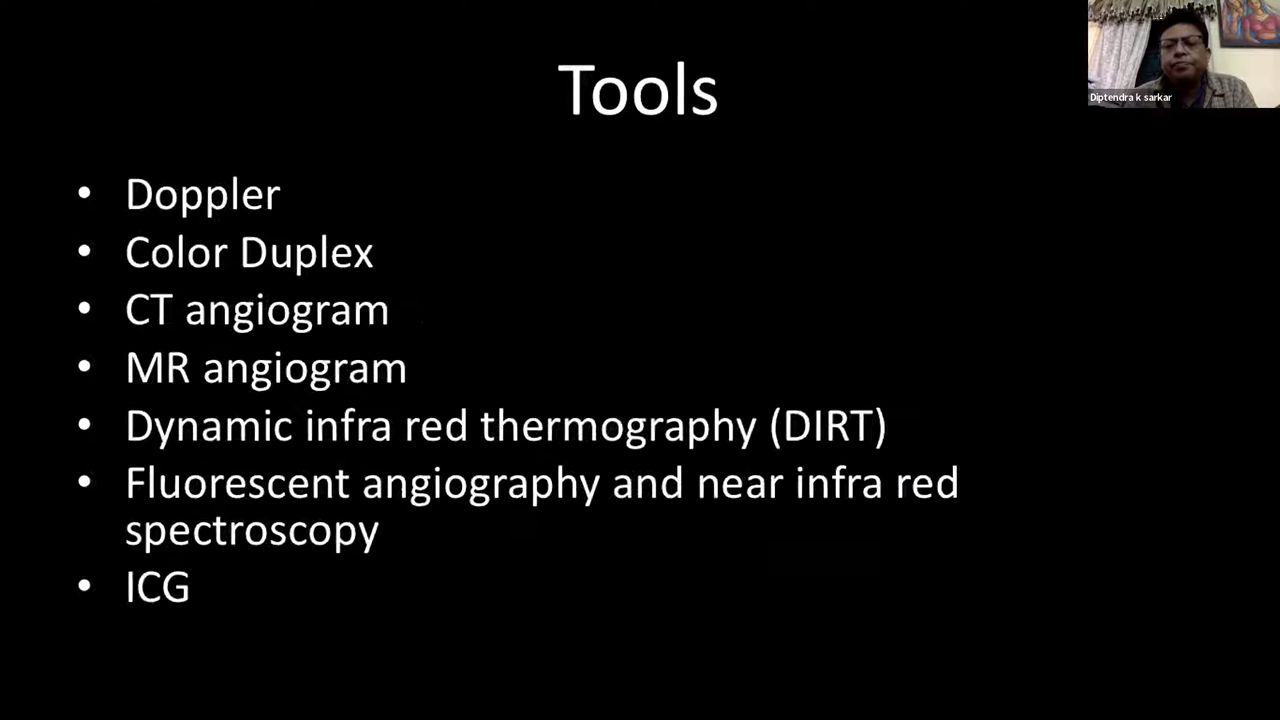 Tools
Diptendra k sarkar
• Doppler
• Color Duplex
• CT angiogram
• MR angiogram
• Dynamic infra red thermography (DIRT)
• Fluorescent angiography and near infra red
spectroscopy
• ICG